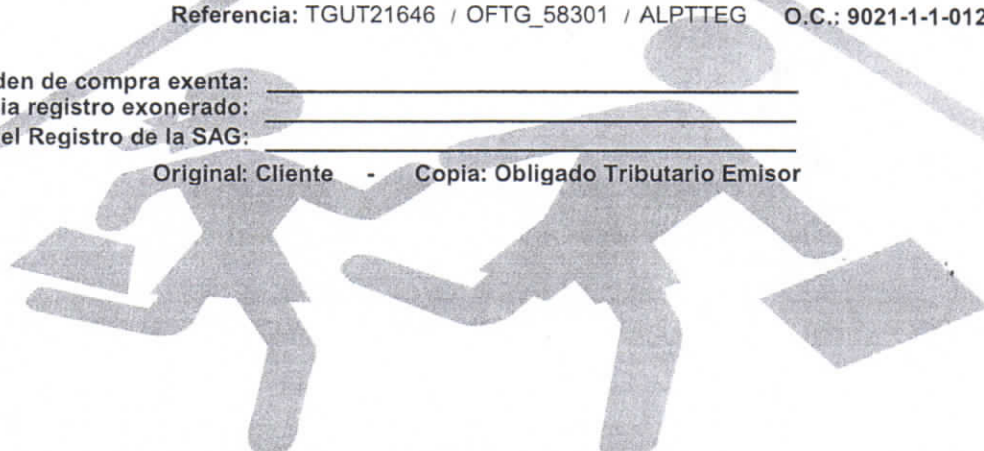 Referencia: TGUT21646 / OFTG_58301 / ALPTTEG O.C.: 9021-1-1-012
den de compra exenta:
ia registro exonerado:
el Registro de la SAG:
Original: Cliente - Copia: Obligado Tributario Emisor